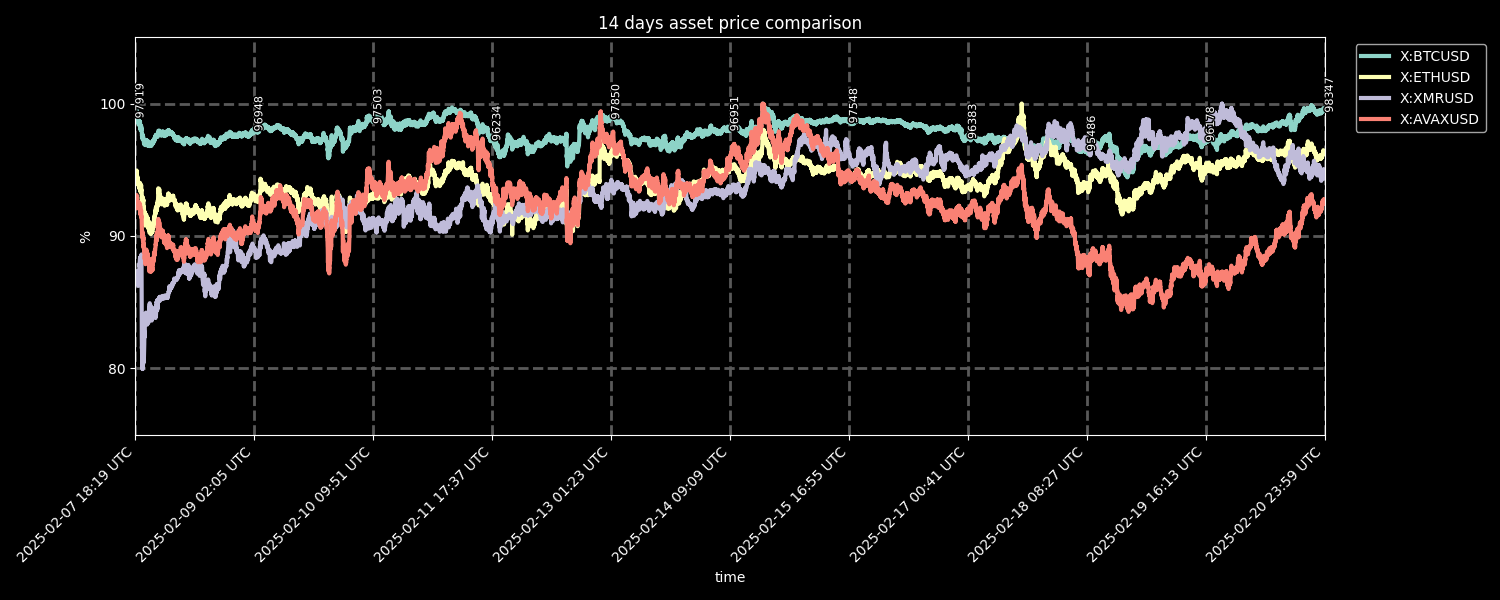 14 days asset price comparison
X:BTCUSD
X:ETHUSD
X:XMRUSD
X:AVAXUSD
100
90
80
%
97919
96948
97503
96234
97850
96951
97548
96383
95486
98347
2025-02-07 18:19 UTC
2025-02-09 02:05 UTC
2025-02-10 09:51 UTC
2025-02-11 17:37 UTC
2025-02-13 01:23 UTC
2025-02-14 09:09 UTC
2025-02-15 16:55 UTC
2025-02-17 00:41 UTC
2025-02-18 08:27 UTC
2025-02-19 16:13 UTC
2025-02-20 23:59 UTC
time